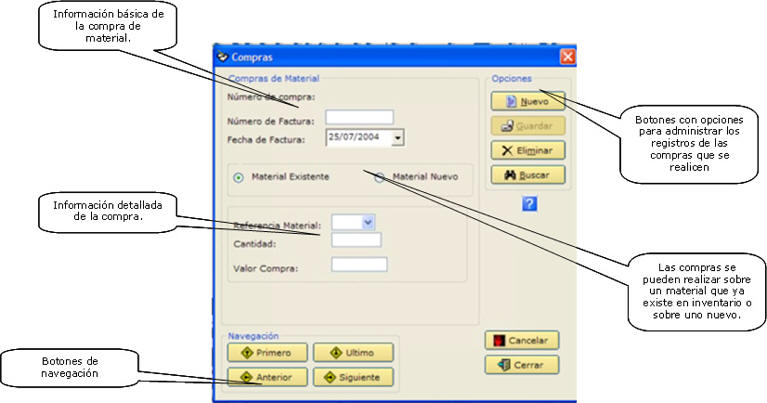 Información básica de
la compra de
material.
Compras
Compras de Material
Número de compra:
Número de Factura:
Fecha de Factura:
25/07/2004
Material Existente
Material Nuevo
Referencia Material:
Cantidad:
Valor Compra:
Opciones
Nuevo
Guardar
Eliminar
Buscar
?
Botones con opciones
para administrar los
registros de las
compras que se
realicen
Información detallada
de la compra.
Las compras se
pueden realizar sobre
un material que ya
existe en inventario o
sobre uno nuevo.
Navegación
Primero
Ultimo
Anterior
Siguiente
Cancelar
Cerrar
Botones de
navegación